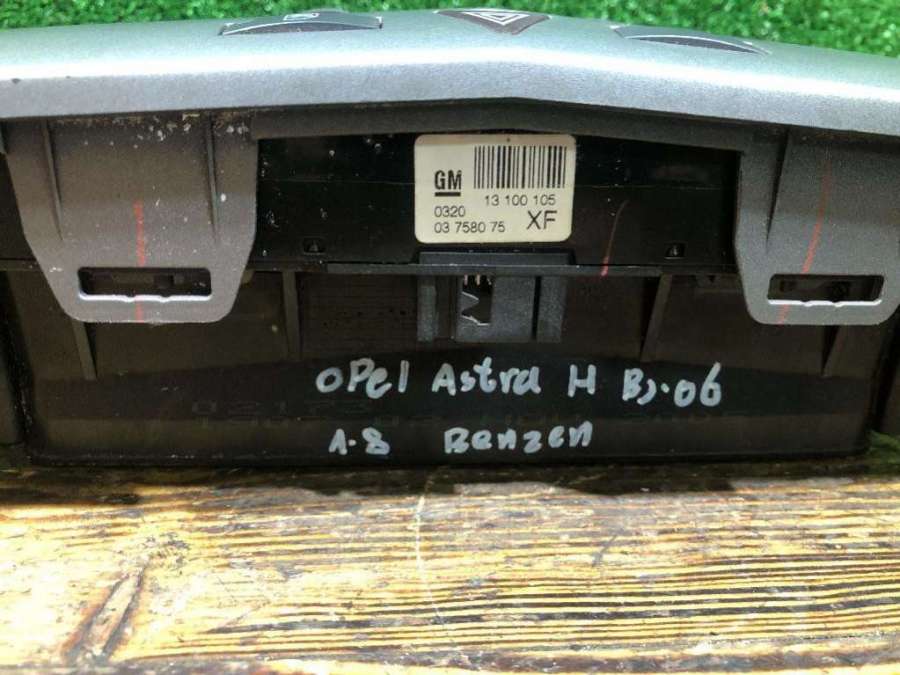 GM
13 100 105
0320
03 7580 75 XF
OPel Astra H Bj.06
1.8 Benzen